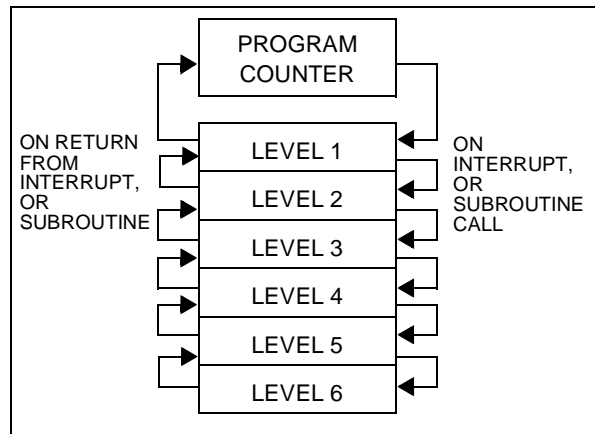 PROGRAM
COUNTER
ON RETURN
FROM
INTERRUPT,
OR
SUBROUTINE
LEVEL 1
LEVEL 2
LEVEL 3
LEVEL 4
LEVEL 5
LEVEL 6
ON
INTERRUPT,
OR
SUBROUTINE
CALL